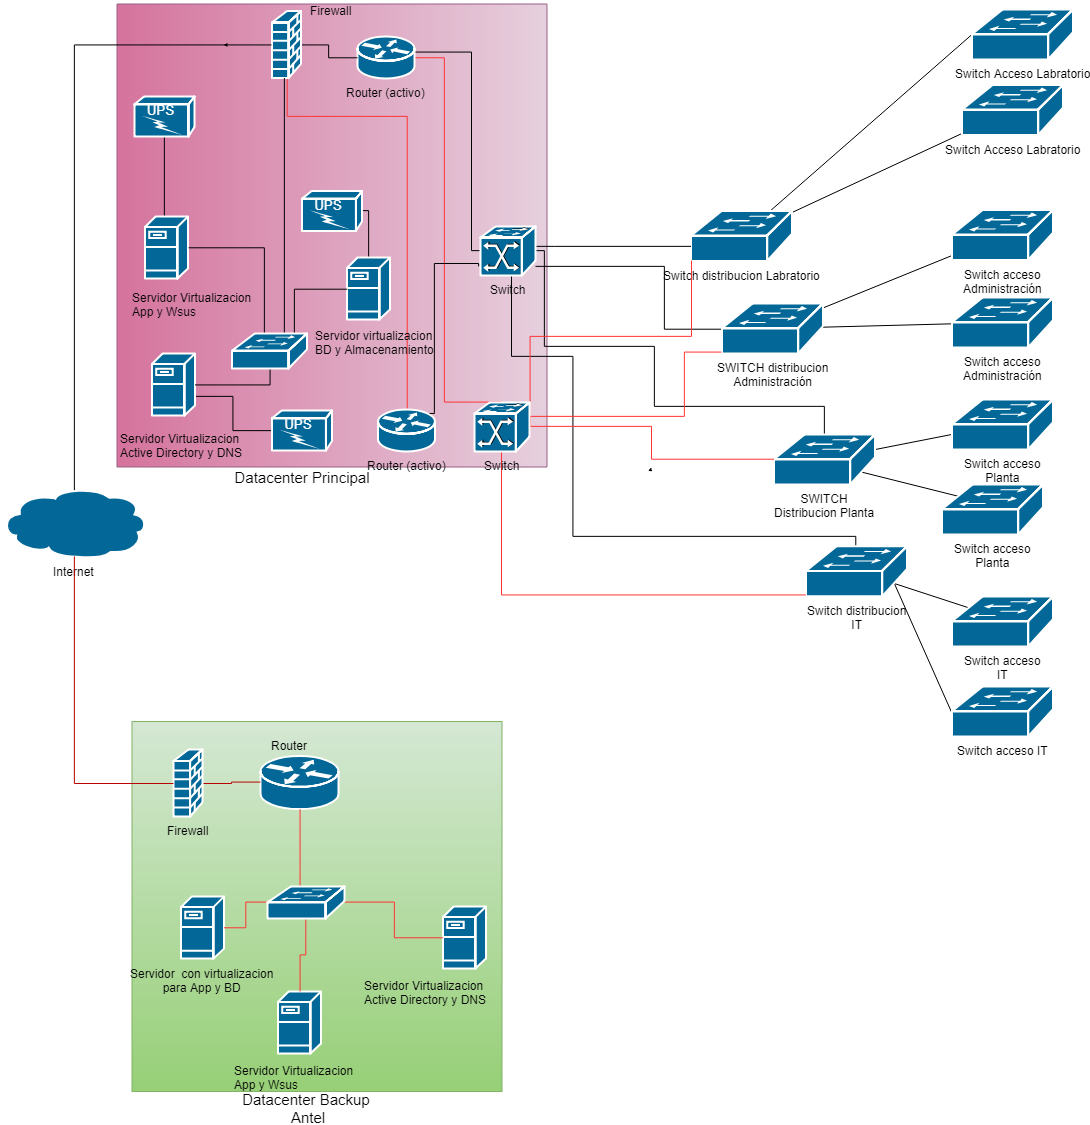 Firewall
Router (activo)
UPS
UPS
Servidor Virtualizacion
App y Wsus
Servidor virtualizacion
BD y Almacenamiento
Switch
Servidor Virtualizacion
Active Directory y DNS
UPS
Router (activo)
Switch
Datacenter Principal
Internet
Switch Acceso Labratorio
Switch Acceso Labratorio
Switch distribucion Labratorio
Switch acceso
Administración
SWITCH distribucion
Administración
Switch acceso
Administración
Switch acceso
Planta
SWITCH
Distribucion Planta
Switch acceso
Planta
Switch distribucion
IT
Switch acceso
IT
Switch acceso IT
Router
Firewall
Servidor  con virtualizacion
para App y BD
Servidor Virtualizacion
Active Directory y DNS
Servidor Virtualizacion
App y Wsus
Datacenter Backup
Antel